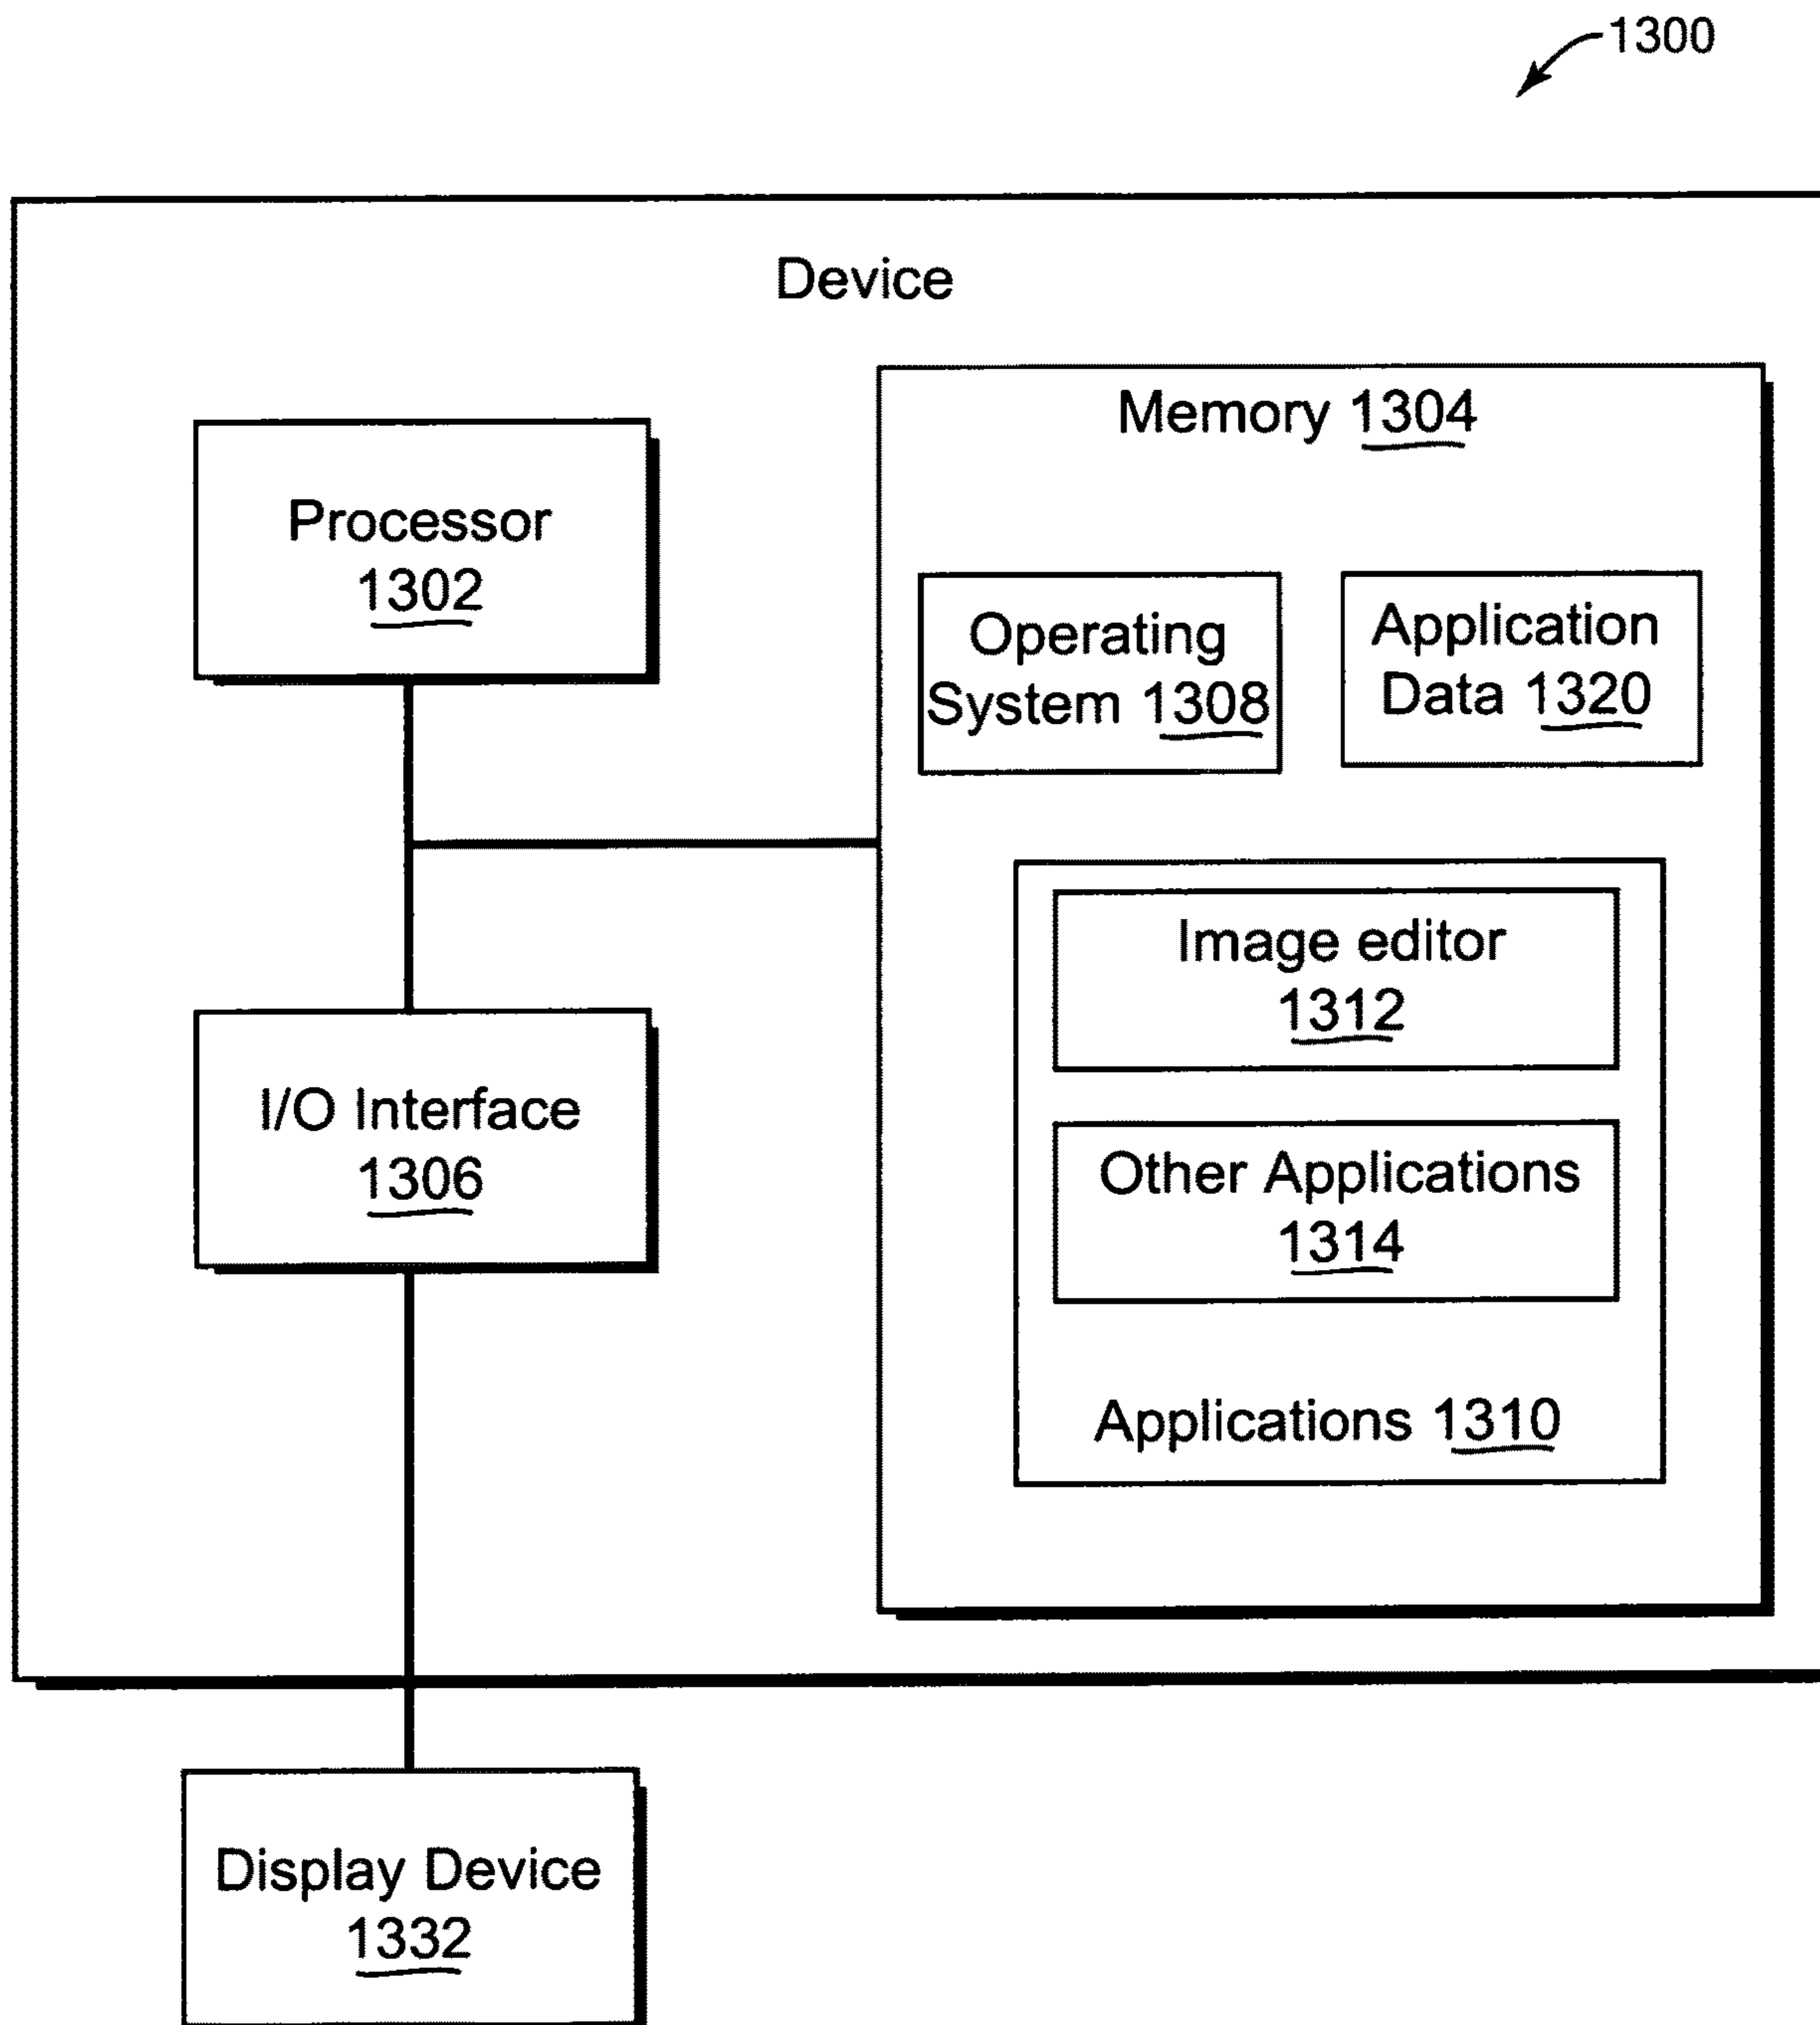 1300
Device
Processor
1302
Memory 1304
Operating
System 1308
Application
Data 1320
Image editor
1312
Other Applications
1314
Applications 1310
I/O Interface
1306
Display Device
1332